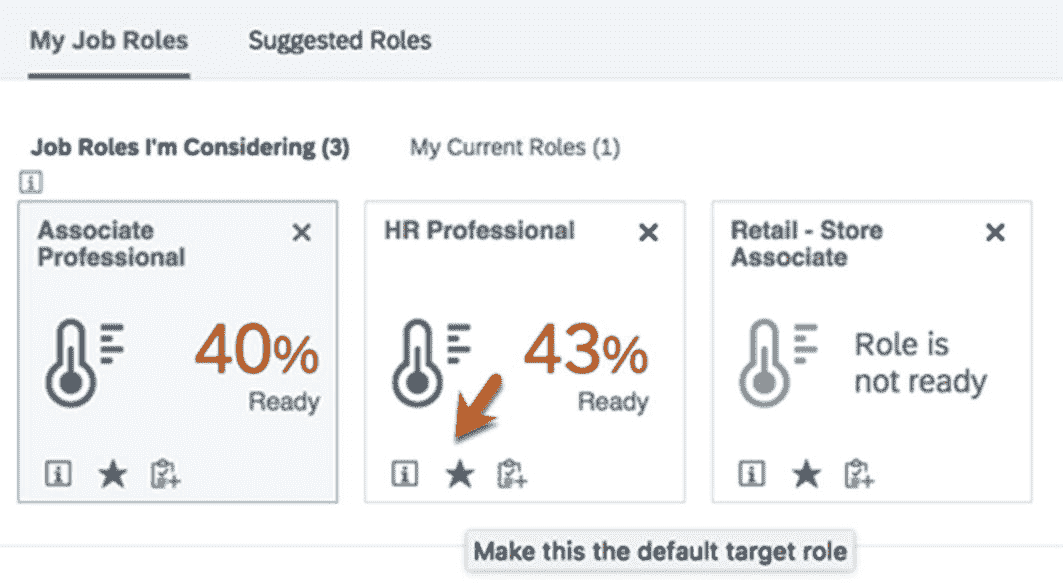 My Job Roles
Suggested Roles
Job Roles I'm Considering (3)
My Current Roles (1)
Associate
Professional
40%
Ready
HR Professional
43%
Ready
Retail - Store
Associate
Role is
not ready
Make this the default target role